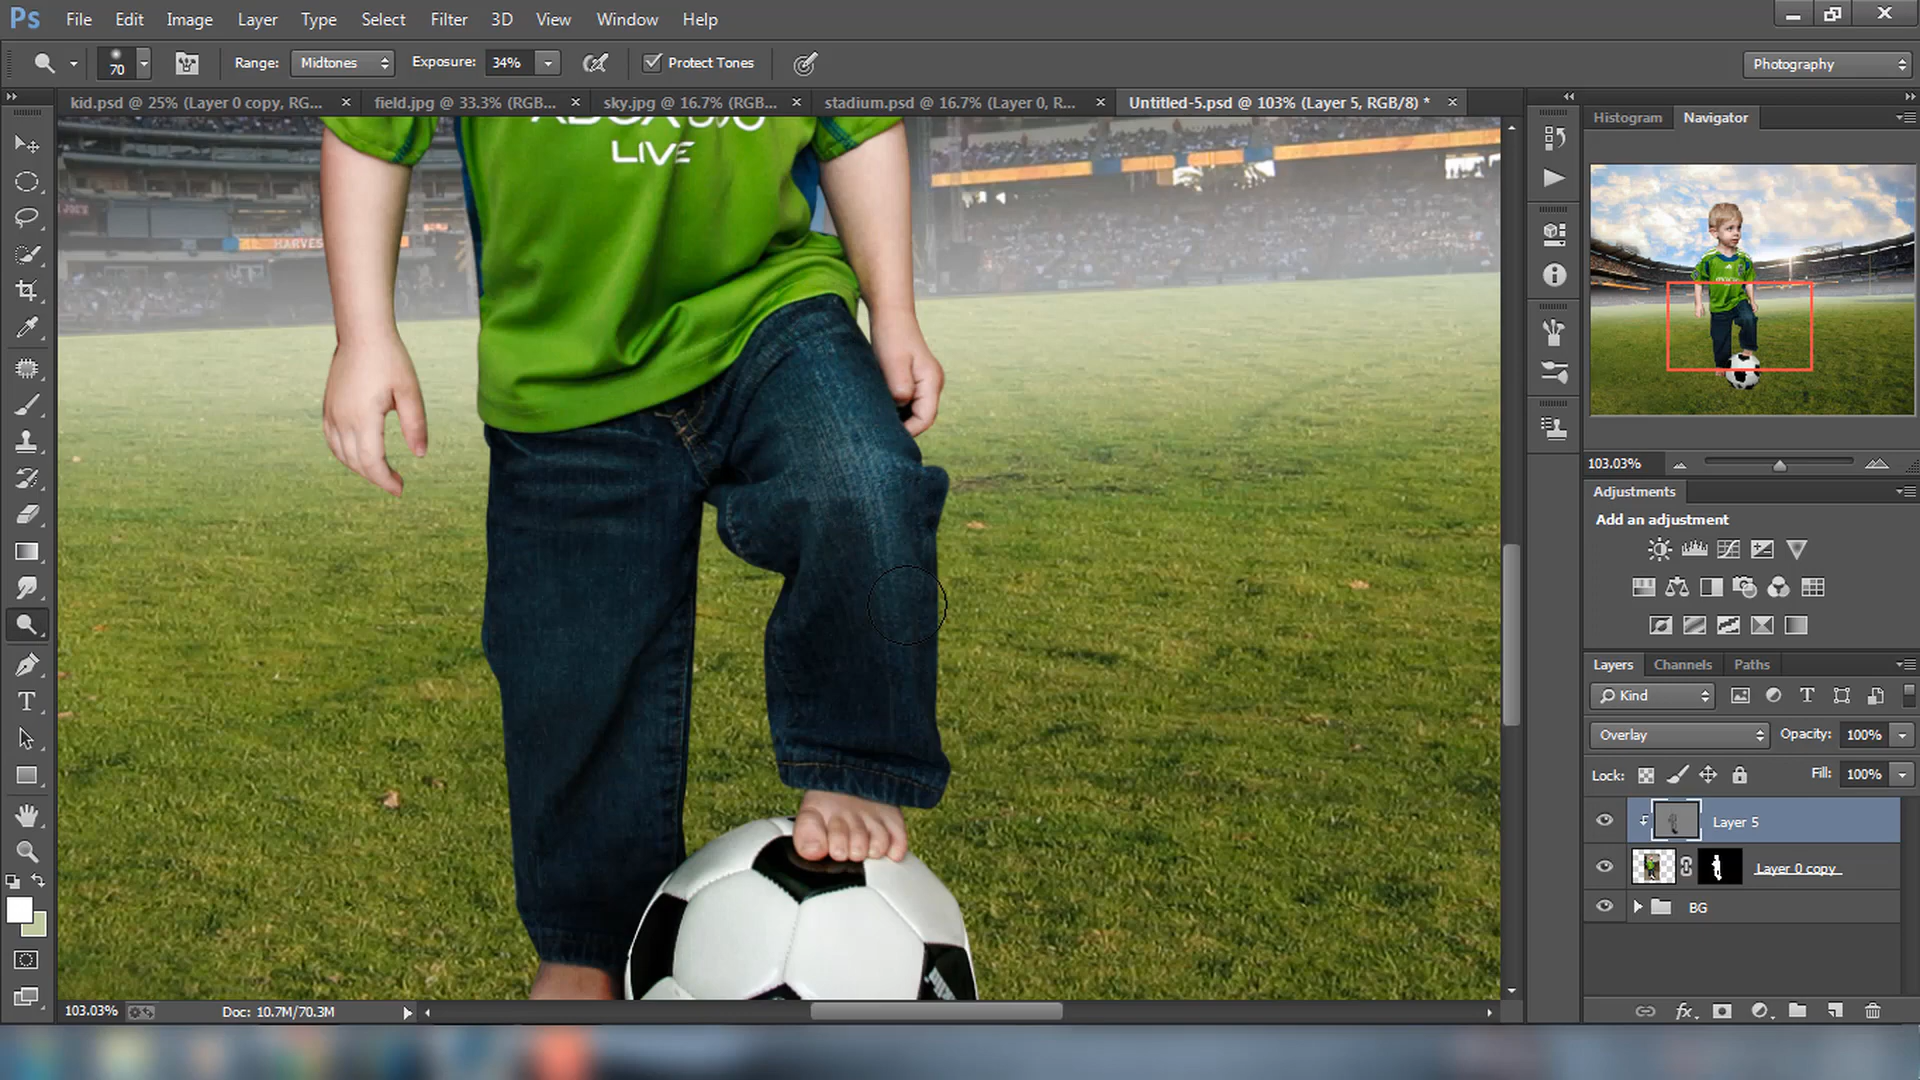 Ps File Edit Image Layer Type Select Filter 3D View Window Help
70 Range: Midtones Exposure: 34% Protect Tones Photography
kid.psd @ 25% (Layer 0 copy, RG... field.jpg @ 33.3% (RGB... sky.jpg @ 16.7% (RGB... stadium.psd @ 16.7% (Layer 0, R... Untitled-5.psd @ 103% (Layer 5, RGB/8) *
Histogram Navigator
XBOX 360
LIVE
HARVES
103.03%
Adjustments
Add an adjustment
Layers Channels Paths
Kind
Overlay Opacity: 100%
Lock: Fill: 100%
Layer 5
Layer 0 copy
BG
103.03% Doc: 10.7M/70.3M